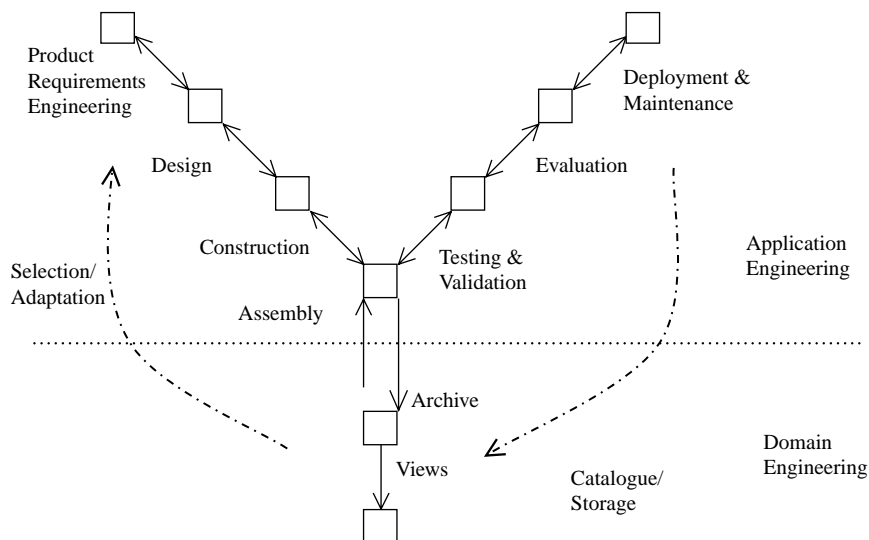 Product
Requirements
Engineering
Deployment &
Maintenance
Design
Evaluation
Construction
Testing &
Validation
Application
Engineering
Selection/
Adaptation
Assembly
Archive
Domain
Engineering
Views
Catalogue/
Storage